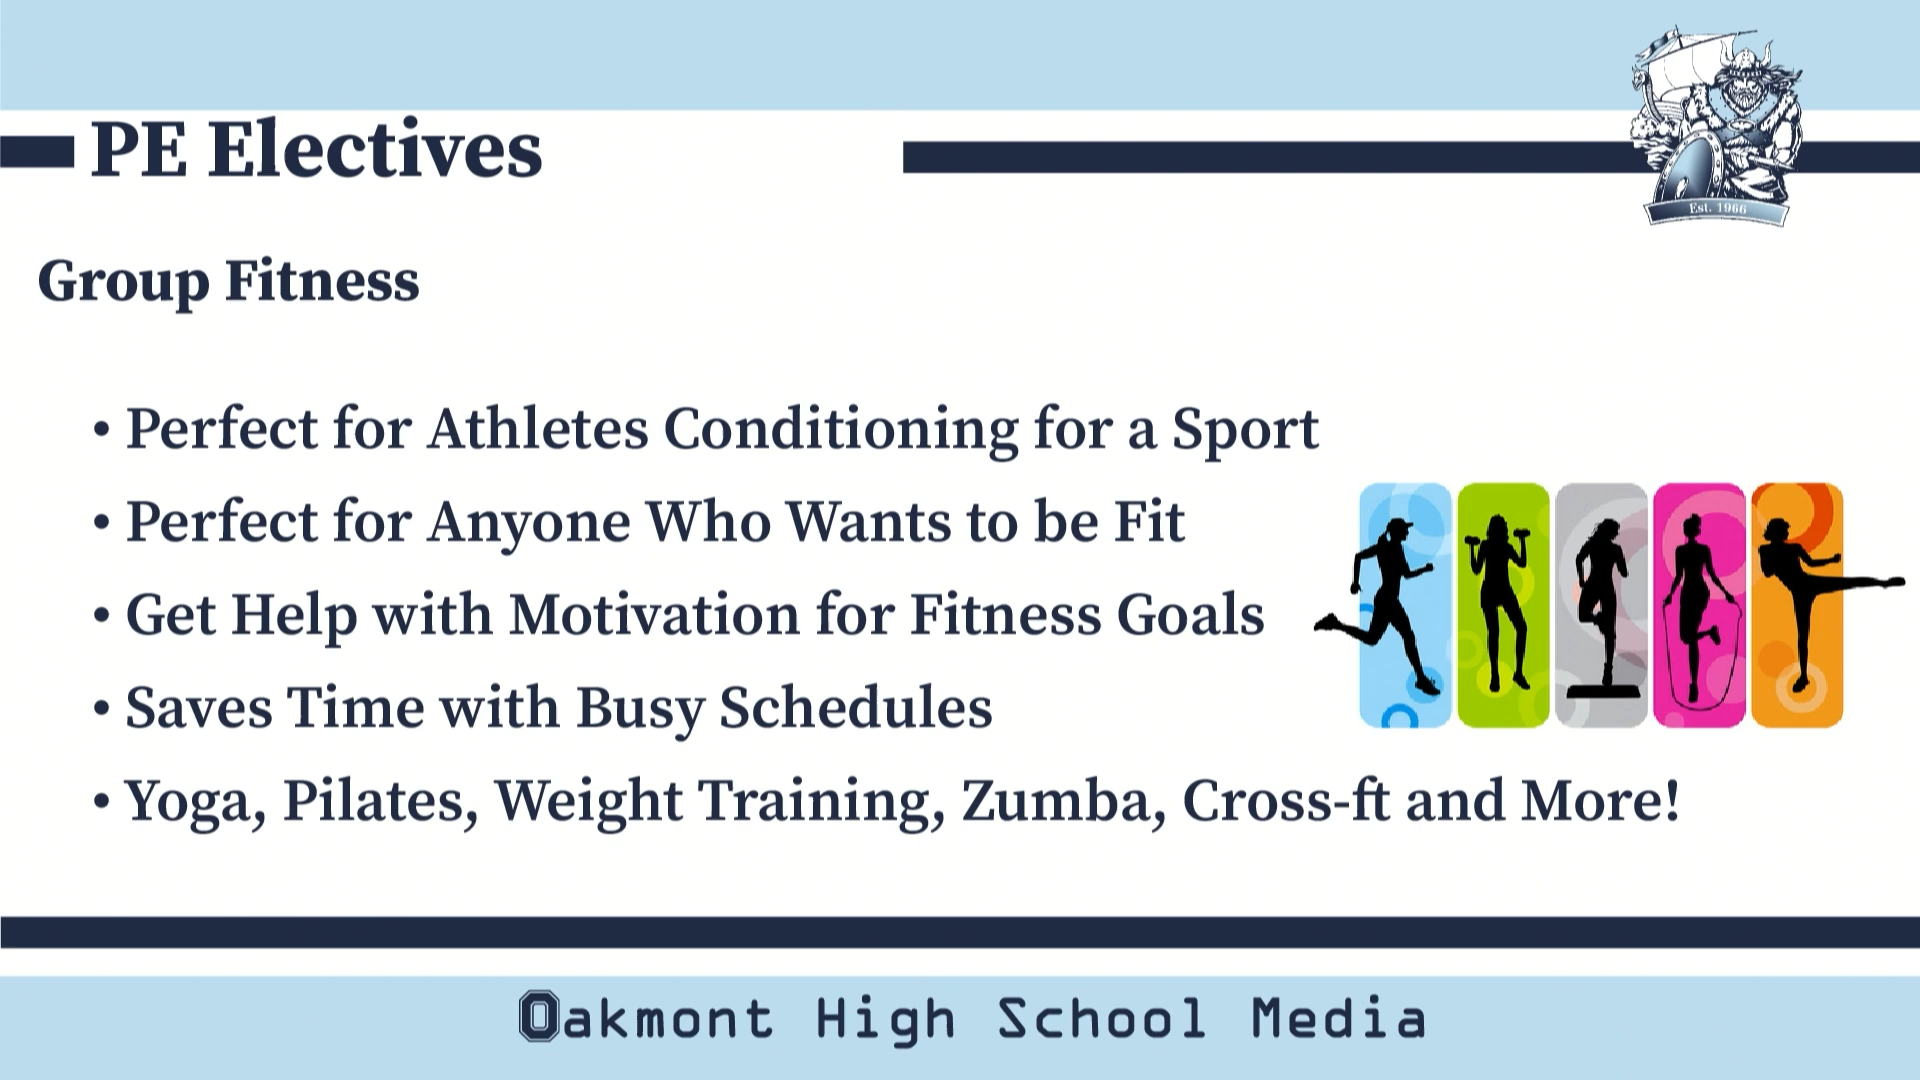 PE Electives
Est. 1966
Group Fitness
• Perfect for Athletes Conditioning for a Sport
• Perfect for Anyone Who Wants to be Fit
• Get Help with Motivation for Fitness Goals
• Saves Time with Busy Schedules
• Yoga, Pilates, Weight Training, Zumba, Cross-ft and More!
Oakmont High School Media